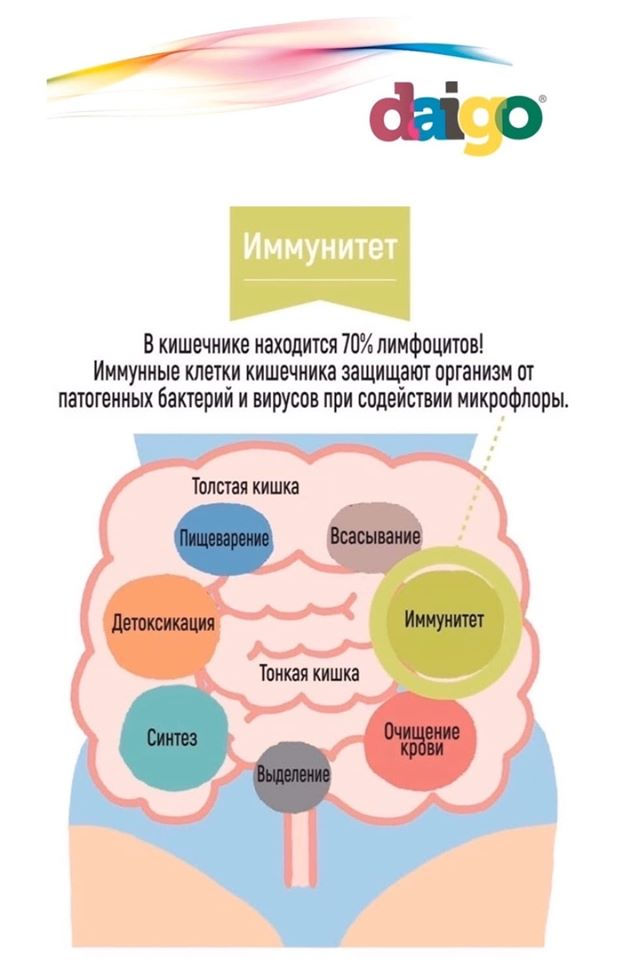 daigo®
Иммунитет
В кишечнике находится 70% лимфоцитов!
Иммунные клетки кишечника защищают организм от
патогенных бактерий и вирусов при содействии микрофлоры.
Толстая кишка
Пищеварение
Всасывание
Детоксикация
Иммунитет
Тонкая кишка
Синтез
Очищение
крови
Выделение